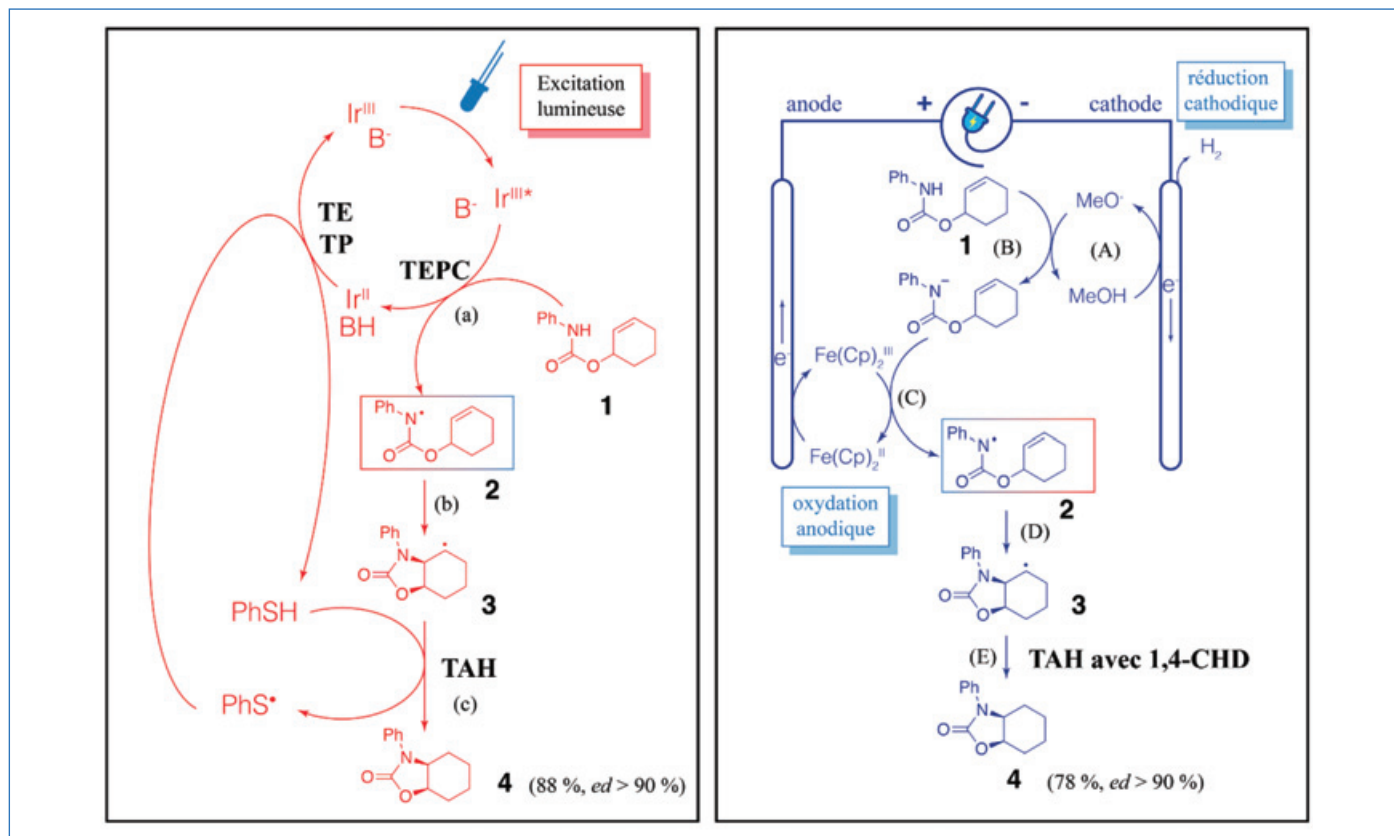 Excitation
lumineuse
Ir^III
B-
B- Ir^III*
TE
TP
TEPC
Ir^II
BH
(a)
Ph
NH
O
O
1
Ph
N•
O
O
2
(b)
Ph
N
O
O
3
PhSH
TAH
PhS•
(c)
Ph
N
O
O
4 (88 %, ed > 90 %)
réduction
cathodique
anode + - cathode
H2
Ph
NH
O
O
1
(B)
MeO-
(A)
MeOH
e-
Ph
N-
O
O
e-
Fe(Cp)2^III
(C)
Fe(Cp)2^II
Ph
N•
O
O
2
oxydation
anodique
(D)
Ph
N
O
O
3
(E)
TAH avec 1,4-CHD
Ph
N
O
O
4 (78 %, ed > 90 %)